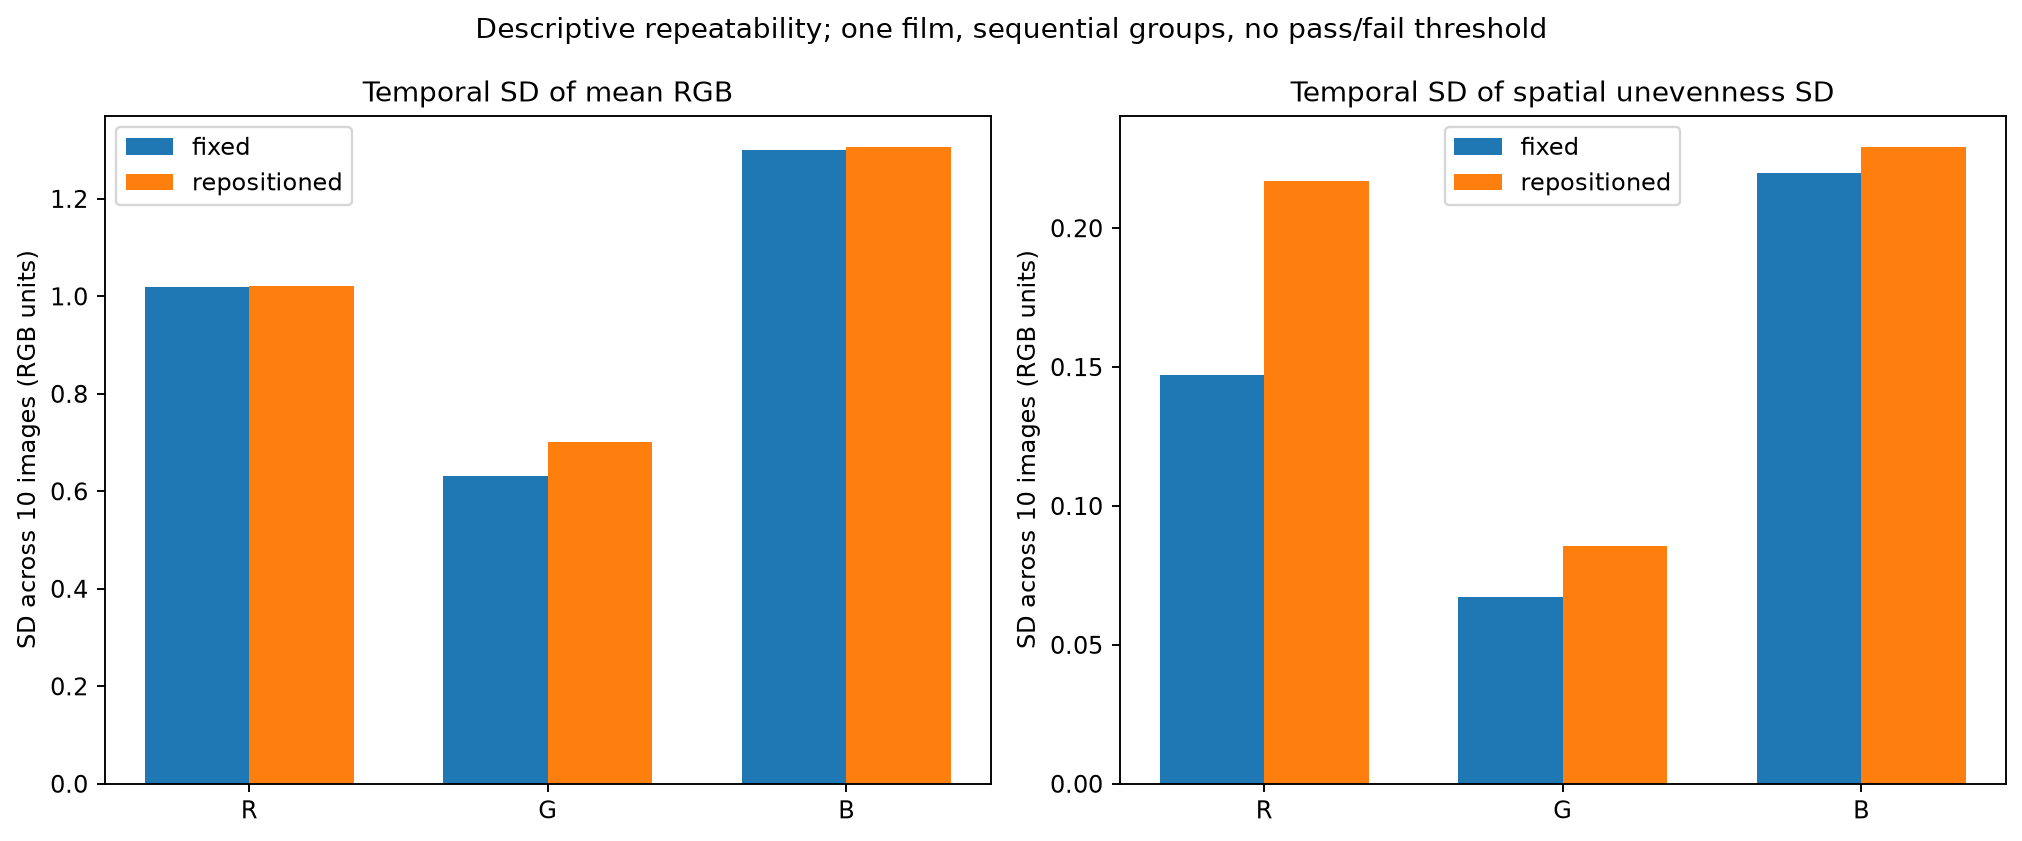 Descriptive repeatability; one film, sequential groups, no pass/fail threshold
Temporal SD of mean RGB
SD across 10 images (RGB units)
1.2
1.0
0.8
0.6
0.4
0.2
0.0
fixed
repositioned
R
G
B
Temporal SD of spatial unevenness SD
SD across 10 images (RGB units)
0.20
0.15
0.10
0.05
0.00
fixed
repositioned
R
G
B